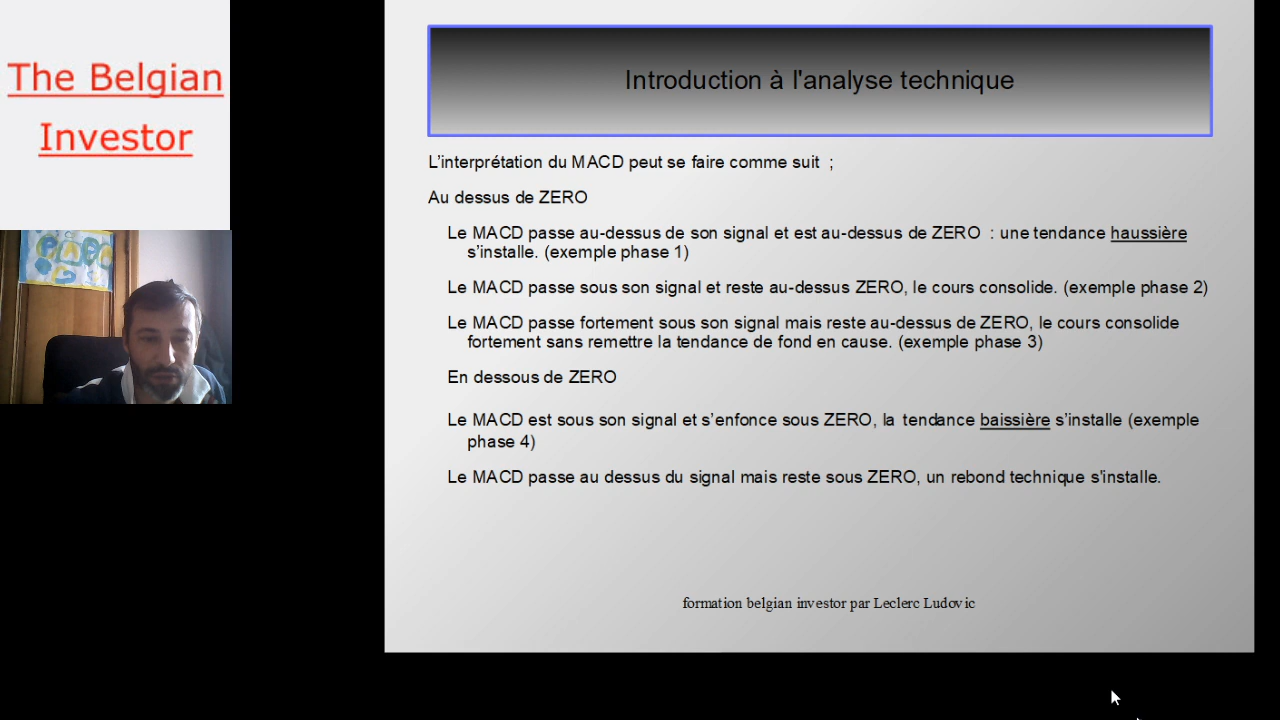 The Belgian
Investor
Introduction à l'analyse technique
L’interprétation du MACD peut se faire comme suit  ;
Au dessus de ZERO
Le MACD passe au-dessus de son signal et est au-dessus de ZERO  : une tendance haussière
s’installe. (exemple phase 1)
Le MACD passe sous son signal et reste au-dessus ZERO, le cours consolide. (exemple phase 2)
Le MACD passe fortement sous son signal mais reste au-dessus de ZERO, le cours consolide
fortement sans remettre la tendance de fond en cause. (exemple phase 3)
En dessous de ZERO
Le MACD est sous son signal et s’enfonce sous ZERO, la tendance baissière s’installe (exemple
phase 4)
Le MACD passe au dessus du signal mais reste sous ZERO, un rebond technique s'installe.
formation belgian investor par Leclerc Ludovic